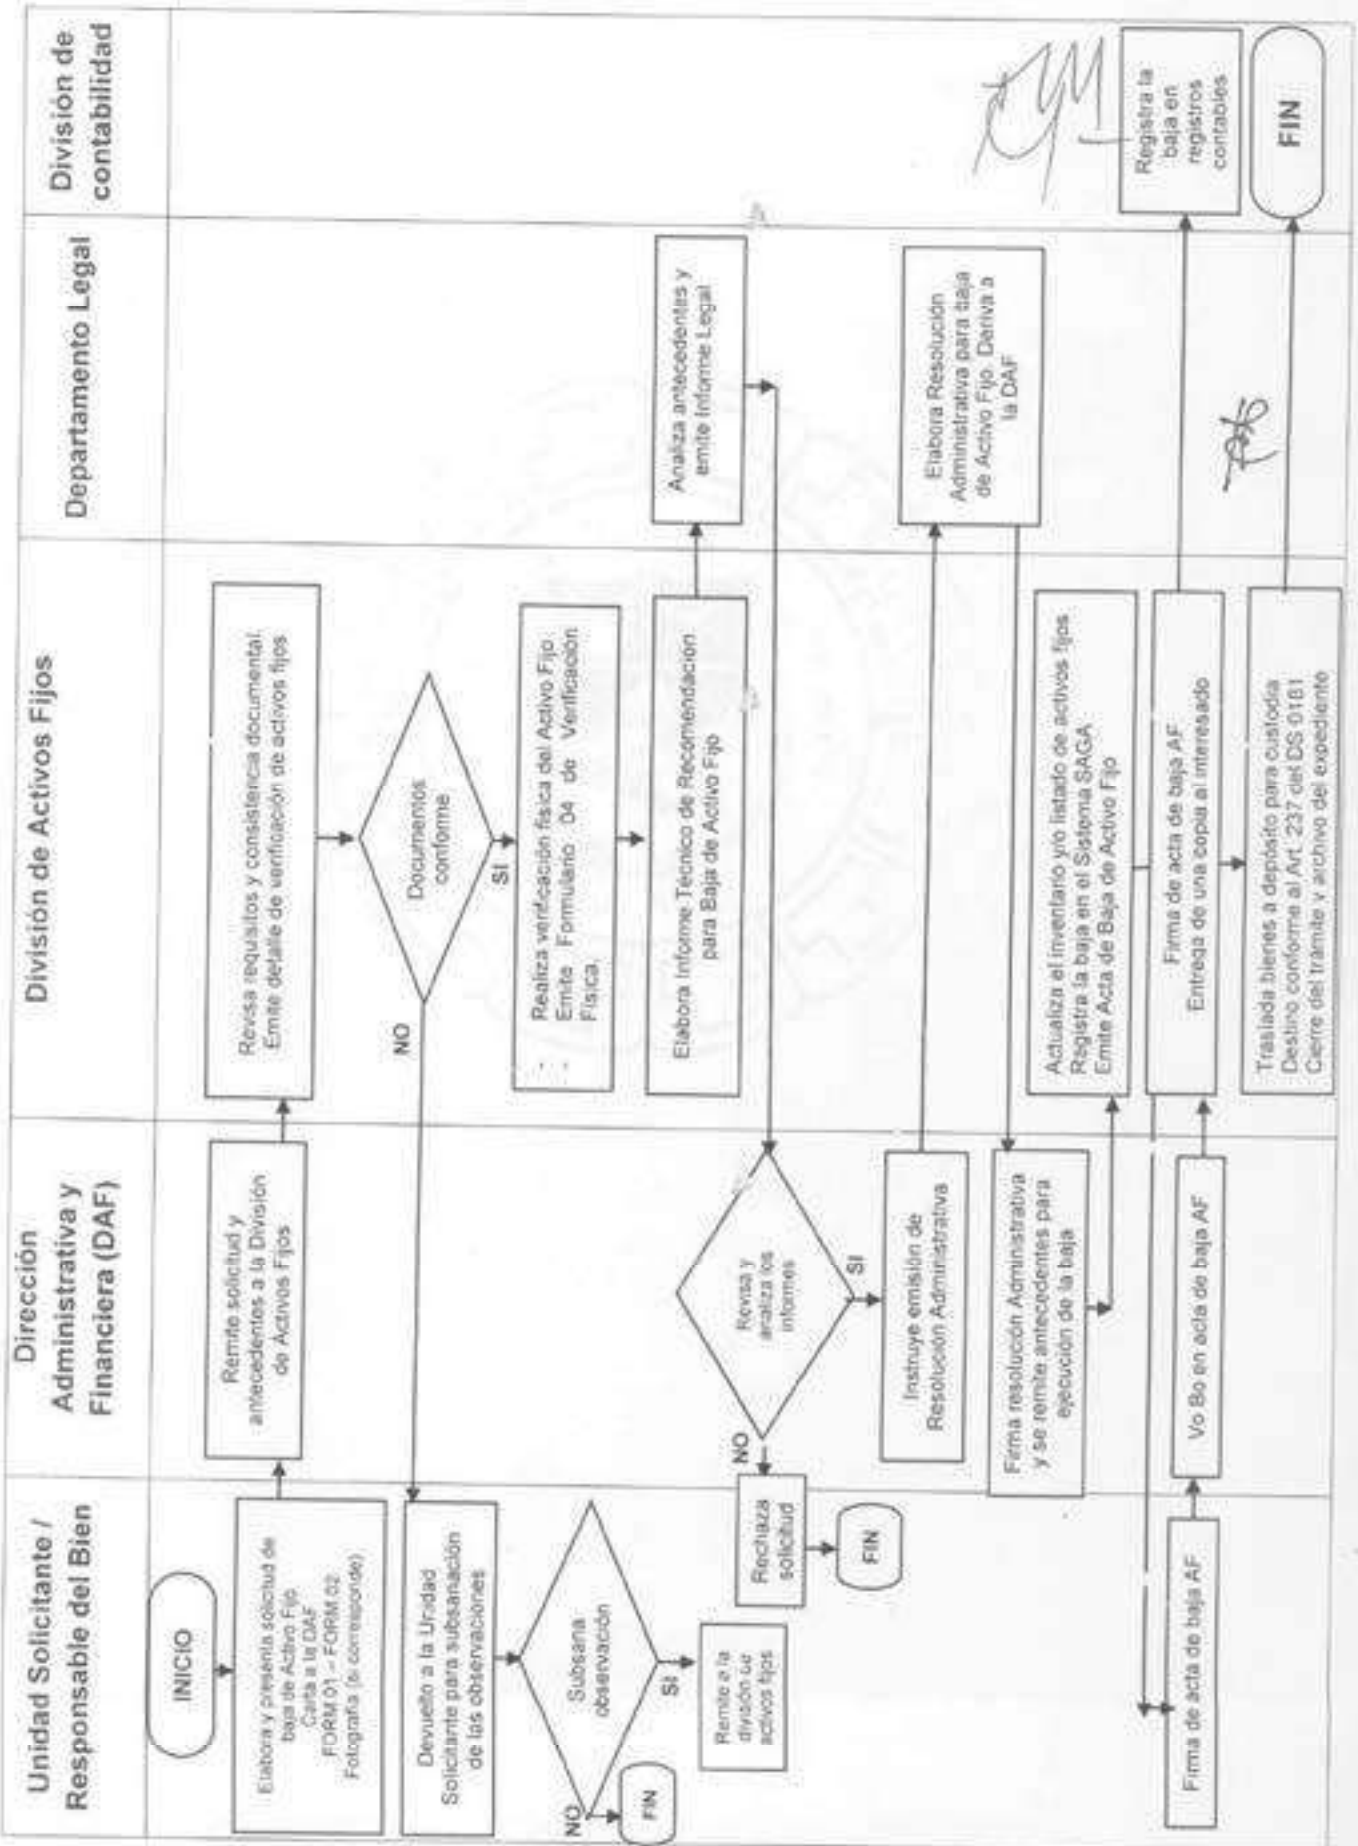 Unidad Solicitante /
Responsable del Bien
Dirección
Administrativa y
Financiera (DAF)
División de Activos Fijos
Departamento Legal
División de
contabilidad
INICIO
Elabora y presenta solicitud de
baja de Activo Fijo
Carta a la DAF
FORM.01 – FORM.02
Fotografía (si corresponde)
Remite solicitud y
antecedentes a la División
de Activos Fijos
Revisa requisitos y consistencia documental.
Emite detalle de verificación de activos fijos
Documentos
conforme
NO
SI
Devuelto a la Unidad
Solicitante para subsanación
de las observaciones
Subsana
observación
NO
FIN
SI
Remite a la
división de
activos fijos
- Realiza verificación física del Activo Fijo
- Emite Formulario 04 de Verificación
Física.
Elabora Informe Técnico de Recomendación
para Baja de Activo Fijo
Analiza antecedentes y
emite Informe Legal
Revisa y
analiza los
informes
NO
Rechaza
solicitud
FIN
SI
Instruye emisión de
Resolución Administrativa
Elabora Resolución
Administrativa para baja
de Activo Fijo. Deriva a
la DAF
Firma resolución Administrativa
y se remite antecedentes para
ejecución de la baja
Actualiza el inventario y/o listado de activos fijos
Registra la baja en el Sistema SAGA
Emite Acta de Baja de Activo Fijo
Firma de acta de baja AF
Vo Bo en acta de baja AF
Firma de acta de baja AF
Entrega de una copia al interesado
Registra la
baja en
registros
contables
Traslada bienes a depósito para custodia
Destino conforme al Art. 237 del DS 0181
Cierre del trámite y archivo del expediente
FIN